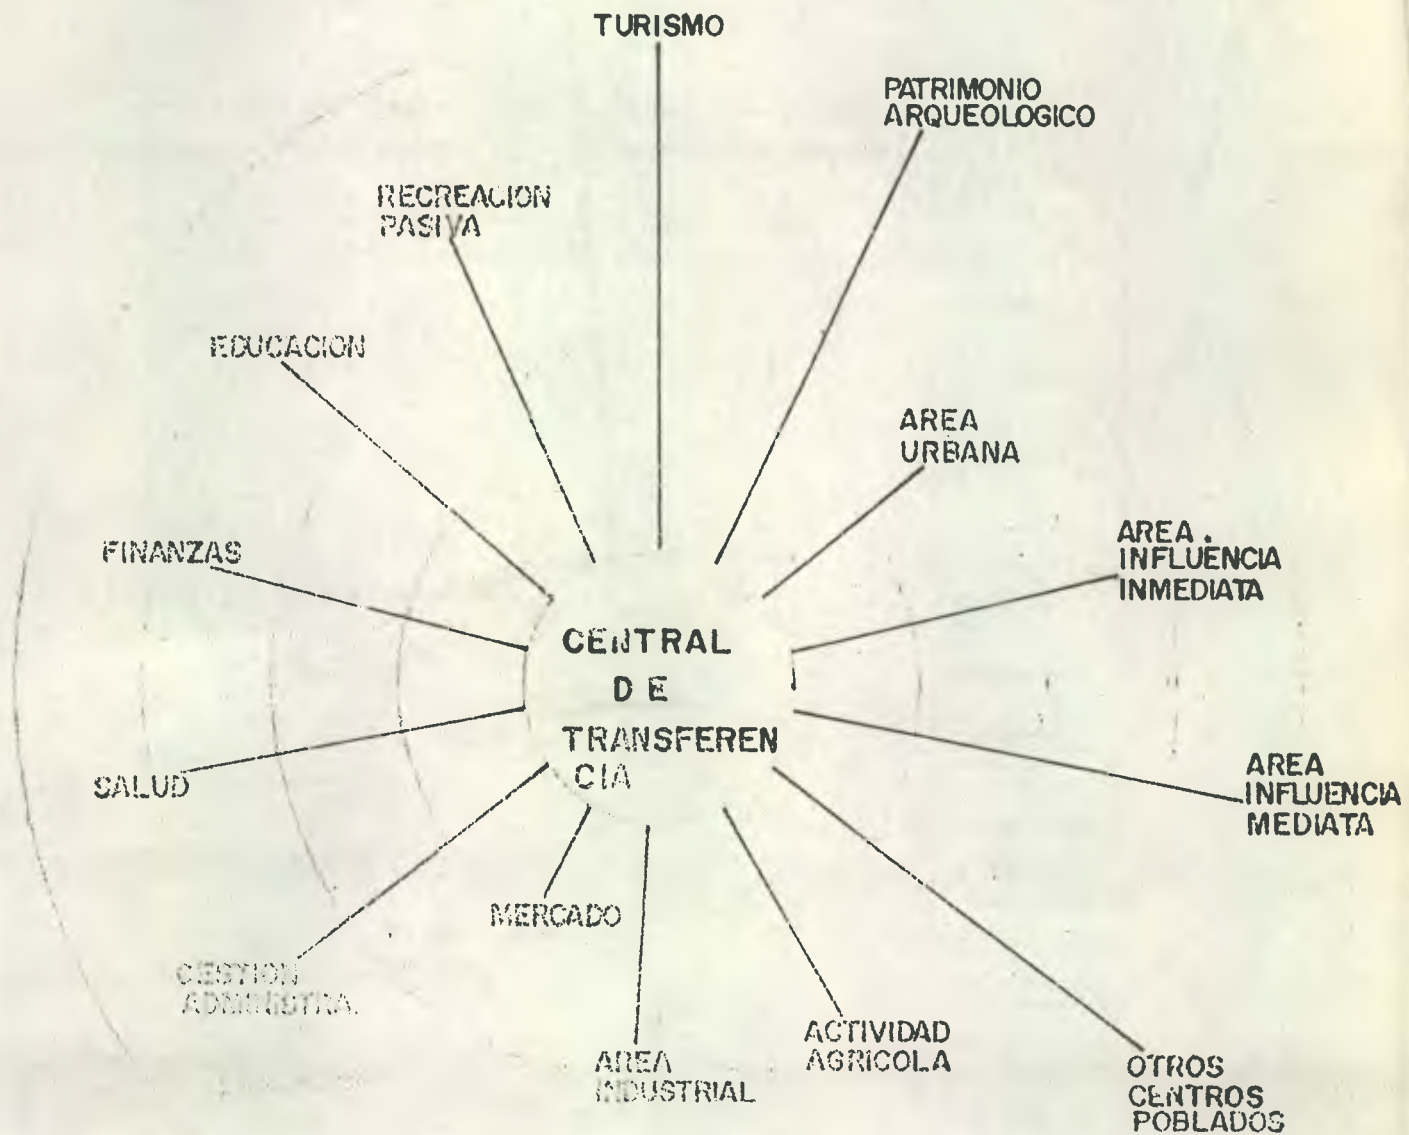 TURISMO
PATRIMONIO
ARQUEOLOGICO
RECREACION
PASIVA
EDUCACION
AREA
URBANA
FINANZAS
AREA .
INFLUENCIA
INMEDIATA
CENTRAL
DE
TRANSFEREN
CIA
SALUD
AREA
INFLUENCIA
MEDIATA
MERCADO
GESTION
ADMINISTRA.
ACTIVIDAD
AGRICOLA
AREA
INDUSTRIAL
OTROS
CENTROS
POBLADOS